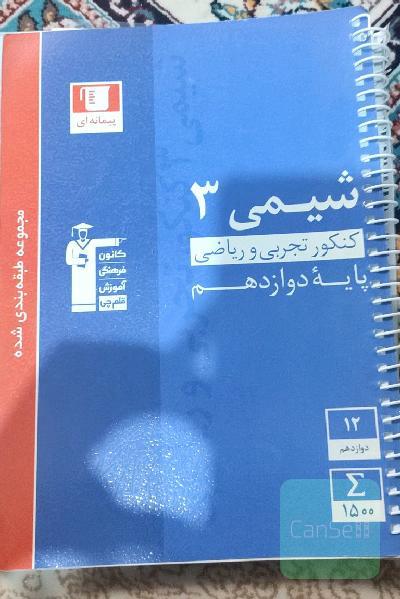 پیمانه‌ای
شیمی ۳
کنکور تجربی و ریاضی
پایهٔ دوازدهم
کانون
فرهنگی
آموزش
قلم‌چی
مجموعه طبقه‌بندی شده
۱۲
دوازدهم
Σ
۱۵۰۰
CanSell